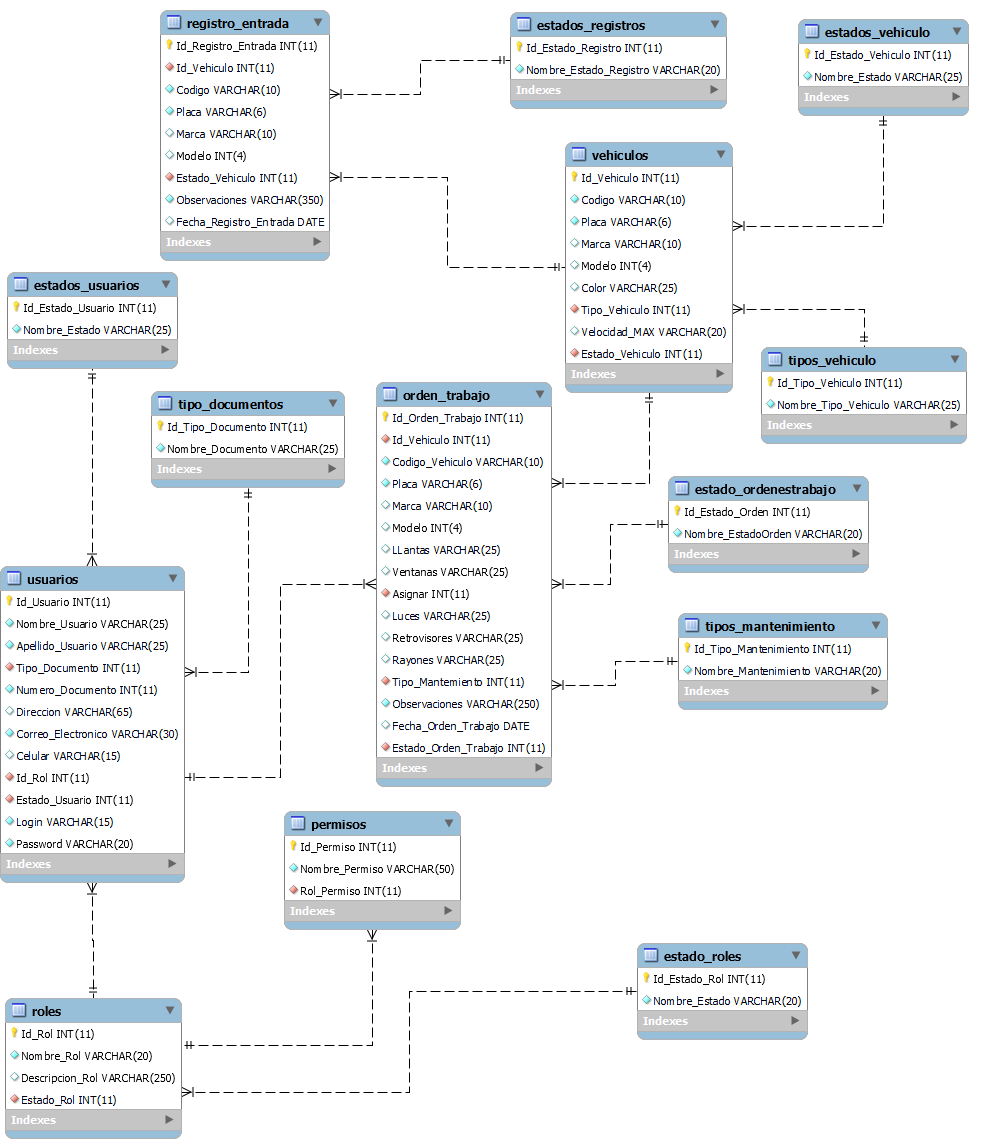 registro_entrada
Id_Registro_Entrada INT(11)
Id_Vehiculo INT(11)
Codigo VARCHAR(10)
Placa VARCHAR(6)
Marca VARCHAR(10)
Modelo INT(4)
Estado_Vehiculo INT(11)
Observaciones VARCHAR(350)
Fecha_Registro_Entrada DATE
Indexes
estados_registros
Id_Estado_Registro INT(11)
Nombre_Estado_Registro VARCHAR(20)
Indexes
estados_vehiculo
Id_Estado_Vehiculo INT(11)
Nombre_Estado VARCHAR(25)
Indexes
vehiculos
Id_Vehiculo INT(11)
Codigo VARCHAR(10)
Placa VARCHAR(6)
Marca VARCHAR(10)
Modelo INT(4)
Color VARCHAR(25)
Tipo_Vehiculo INT(11)
Velocidad_MAX VARCHAR(20)
Estado_Vehiculo INT(11)
Indexes
estados_usuarios
Id_Estado_Usuario INT(11)
Nombre_Estado VARCHAR(25)
Indexes
tipos_vehiculo
Id_Tipo_Vehiculo INT(11)
Nombre_Tipo_Vehiculo VARCHAR(25)
Indexes
tipo_documentos
Id_Tipo_Documento INT(11)
Nombre_Documento VARCHAR(25)
Indexes
orden_trabajo
Id_Orden_Trabajo INT(11)
Id_Vehiculo INT(11)
Codigo_Vehiculo VARCHAR(10)
Placa VARCHAR(6)
Marca VARCHAR(10)
Modelo INT(4)
LLantas VARCHAR(25)
Ventanas VARCHAR(25)
Asignar INT(11)
Luces VARCHAR(25)
Retrovisores VARCHAR(25)
Rayones VARCHAR(25)
Tipo_Mantemiento INT(11)
Observaciones VARCHAR(250)
Fecha_Orden_Trabajo DATE
Estado_Orden_Trabajo INT(11)
Indexes
estado_ordenestrabajo
Id_Estado_Orden INT(11)
Nombre_EstadoOrden VARCHAR(20)
Indexes
usuarios
Id_Usuario INT(11)
Nombre_Usuario VARCHAR(25)
Apellido_Usuario VARCHAR(25)
Tipo_Documento INT(11)
Numero_Documento INT(11)
Direccion VARCHAR(65)
Correo_Electronico VARCHAR(30)
Celular VARCHAR(15)
Id_Rol INT(11)
Estado_Usuario INT(11)
Login VARCHAR(15)
Password VARCHAR(20)
Indexes
tipos_mantenimiento
Id_Tipo_Mantenimiento INT(11)
Nombre_Mantenimiento VARCHAR(20)
Indexes
permisos
Id_Permiso INT(11)
Nombre_Permiso VARCHAR(50)
Rol_Permiso INT(11)
Indexes
estado_roles
Id_Estado_Rol INT(11)
Nombre_Estado VARCHAR(20)
Indexes
roles
Id_Rol INT(11)
Nombre_Rol VARCHAR(20)
Descripcion_Rol VARCHAR(250)
Estado_Rol INT(11)
Indexes